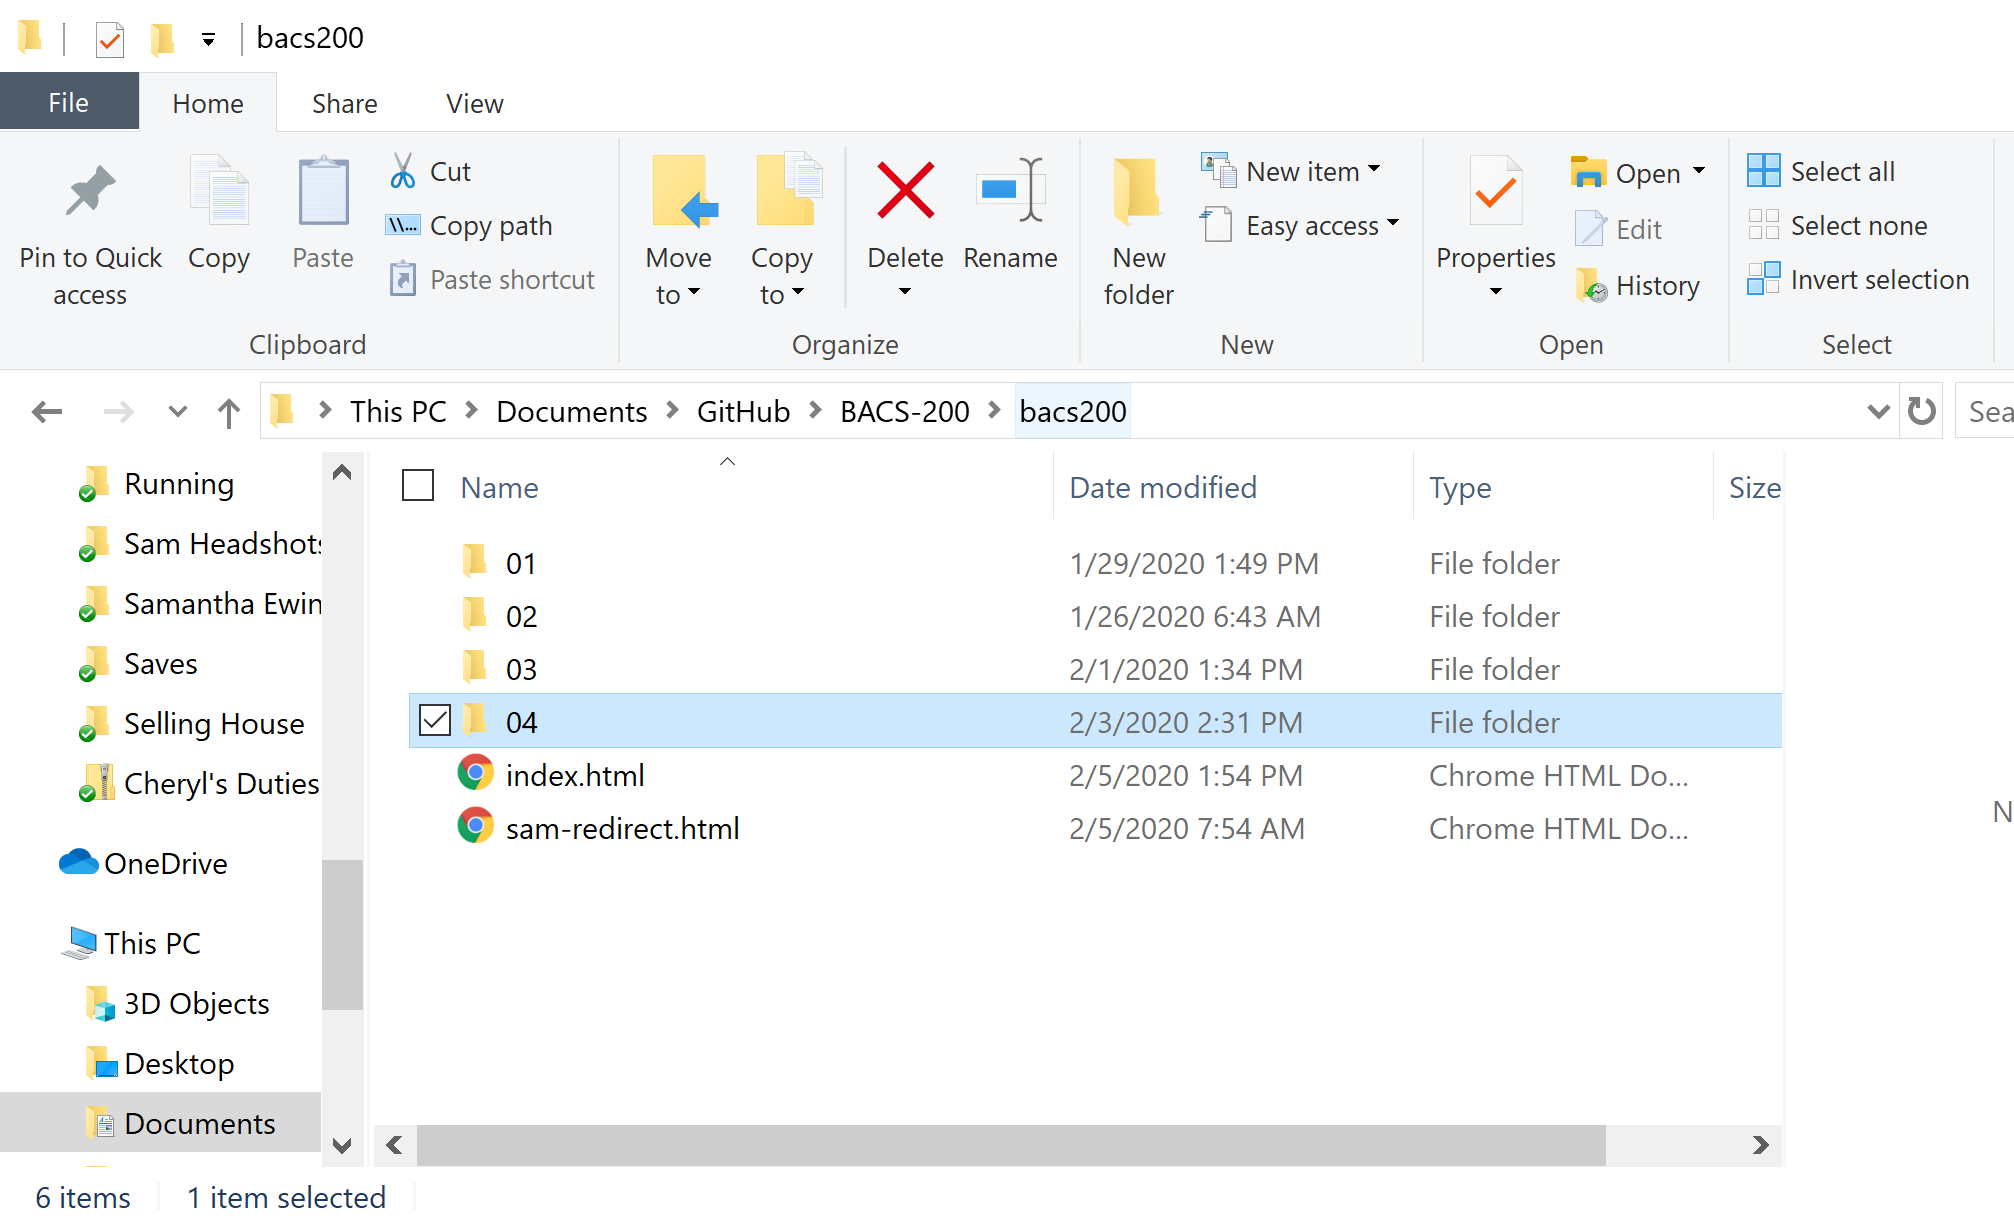 bacs200
File Home Share View
Pin to Quick access
Copy
Paste
Cut
Copy path
Paste shortcut
Clipboard
Move to
Copy to
Delete
Rename
Organize
New folder
New item
Easy access
New
Properties
Open
Edit
History
Open
Select all
Select none
Invert selection
Select
This PC Documents GitHub BACS-200 bacs200
Sea
Running
Sam Headshots
Samantha Ewin
Saves
Selling House
Cheryl's Duties
OneDrive
This PC
3D Objects
Desktop
Documents
Name Date modified Type Size
01 1/29/2020 1:49 PM File folder
02 1/26/2020 6:43 AM File folder
03 2/1/2020 1:34 PM File folder
04 2/3/2020 2:31 PM File folder
index.html 2/5/2020 1:54 PM Chrome HTML Do...
sam-redirect.html 2/5/2020 7:54 AM Chrome HTML Do...
N
6 items 1 item selected